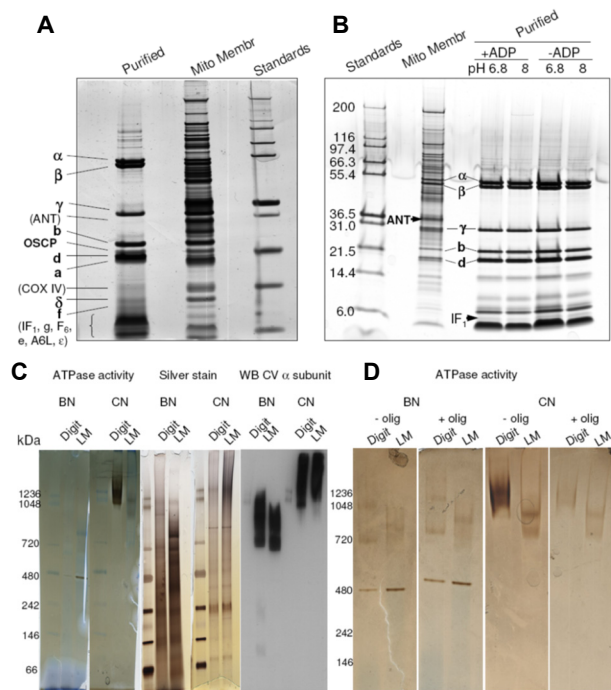 A
Purified
Mito Membr
Standards
α
β
γ
(ANT)
b
OSCP
d
a
(COX IV)
δ
f
(IF1, g, F6,
e, A6L, ε)
B
Standards
Mito Membr
Purified
+ADP -ADP
pH 6.8 8 6.8 8
200
116
97.4
66.3
55.4
36.5
31.0
21.5
14.4
6.0
ANT
α
β
γ
b
d
IF1
C
ATPase activity Silver stain WB CV α subunit
BN CN BN CN BN CN
Digit LM Digit LM Digit LM Digit LM Digit LM Digit LM
kDa
1236
1048
720
480
242
146
66
D
ATPase activity
BN CN
- olig + olig - olig + olig
Digit LM Digit LM Digit LM Digit LM
1236
1048
720
480
242
146